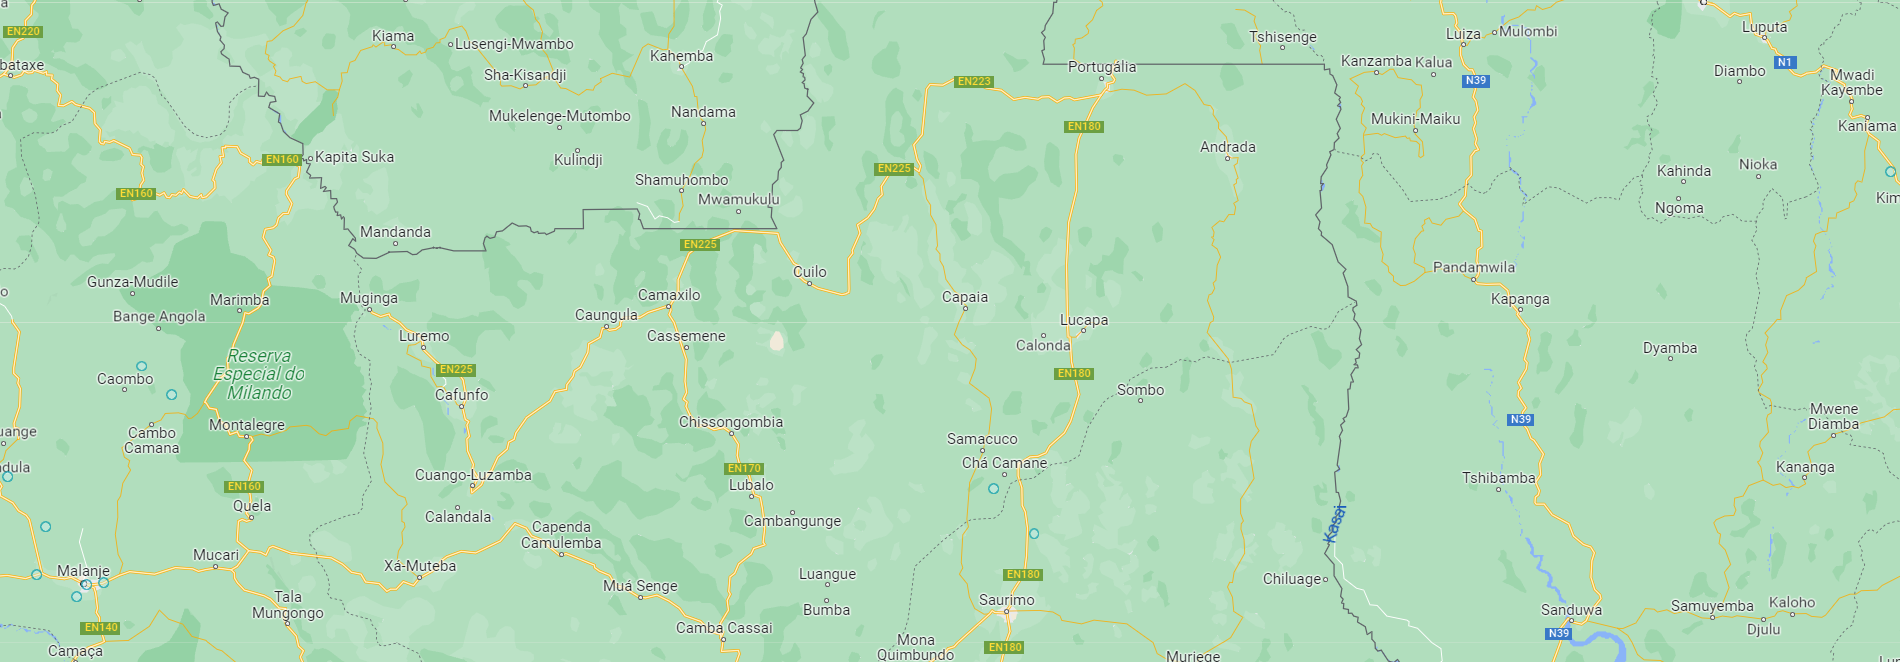 EN220
Kiama
Lusengi-Mwambo
Kahemba
Sha-Kisandji
Tshisenge
Luiza
Mulombi
Luputa
Portugália
Kanzamba
Kalua
N1
Diambo
Mwadi
Kayembe
bataxe
EN223
N39
Nandama
Mukelenge-Mutombo
EN180
Mukini-Maiku
Kaniama
Andrada
EN160
Kapita Suka
Kulindji
EN225
Nioka
Kahinda
Shamuhombo
EN160
Mwamukulu
Ngoma
Kim
Mandanda
EN225
Cuilo
Pandamwila
Gunza-Mudile
o
Marimba
Muginga
Camaxilo
Capaia
Kapanga
Bange Angola
Caungula
Lucapa
Luremo
Cassemene
Calonda
Dyamba
Reserva
Especial do
Milando
EN225
EN180
Caombo
Cafunfo
Sombo
Mwene
Diamba
uange
Cambo
Camana
Montalegre
Chissongombia
N39
Samacuco
Chá Camane
dula
EN170
Kananga
EN160
Cuango-Luzamba
Lubalo
Tshibamba
Quela
Calandala
Cambangunge
Kasai
Capenda
Camulemba
Mucari
Malanje
Xá-Muteba
Luangue
EN180
Chiluage
Muá Senge
Tala
Mungongo
Bumba
Saurimo
Sanduwa
Samuyemba
Kaloho
Djulu
EN140
Camba Cassai
N39
Camaça
Mona
Quimbundo
EN180
Muriege